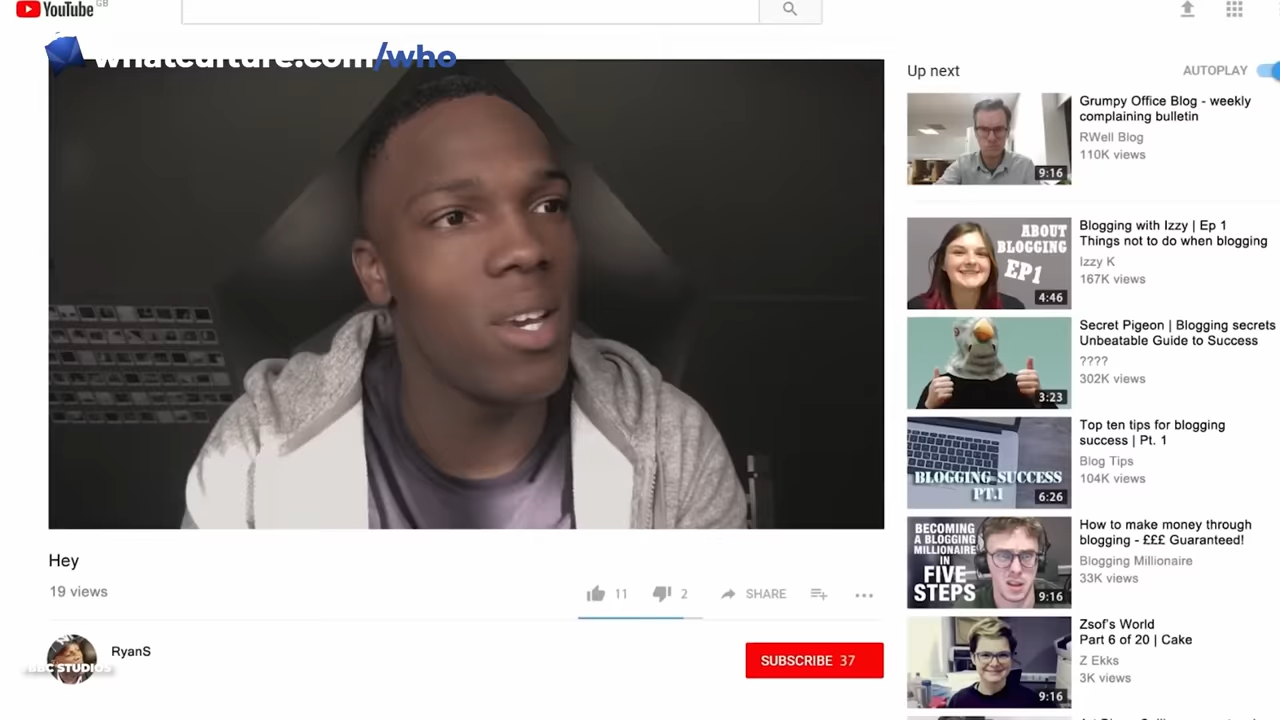 YouTube GB
whatculture.com/who
Up next
AUTOPLAY
Grumpy Office Blog - weekly
complaining bulletin
RWell Blog
110K views
9:16
ABOUT
BLOGGING
EP1
4:46
Blogging with Izzy | Ep 1
Things not to do when blogging
Izzy K
167K views
3:23
Secret Pigeon | Blogging secrets
Unbeatable Guide to Success
????
302K views
BLOGGING SUCCESS
PT.1
6:26
Top ten tips for blogging
success | Pt. 1
Blog Tips
104K views
BECOMING
A BLOGGING
MILLIONAIRE
IN
FIVE
STEPS
9:16
How to make money through
blogging - £££ Guaranteed!
Blogging Millionaire
33K views
9:16
Zsof's World
Part 6 of 20 | Cake
Z Ekks
3K views
Hey
19 views
11
2
SHARE
RyanS
BBC STUDIOS
SUBSCRIBE 37